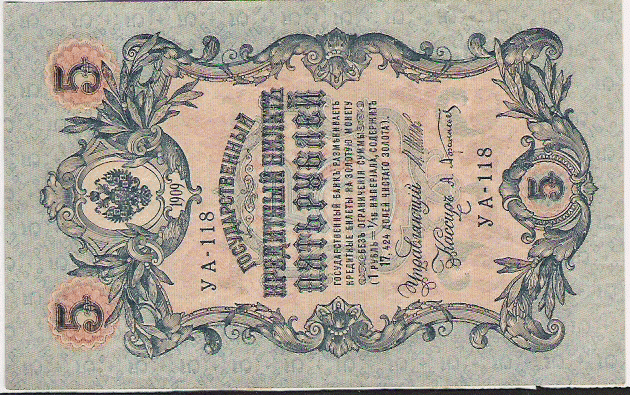 5
5
1909
УА-118
ГОСУДАРСТВЕННЫЙ
КРЕДИТНЫЙ БИЛЕТЪ
ПЯТЬ РУБЛЕЙ
ГОСУДАРСТВЕННЫЙ БАНКЪ РАЗМѢНИВАЕТЪ
КРЕДИТНЫЕ БИЛЕТЫ НА ЗОЛОТУЮ МОНЕТУ
БЕЗЪ ОГРАНИЧЕНІЯ СУММЫ
(1 РУБЛЬ = 1/15 ИМПЕРІАЛА, СОДЕРЖИТЪ
17,424 ДОЛЕЙ ЧИСТАГО ЗОЛОТА).
Управляющій
Кассиръ
УА-118
5